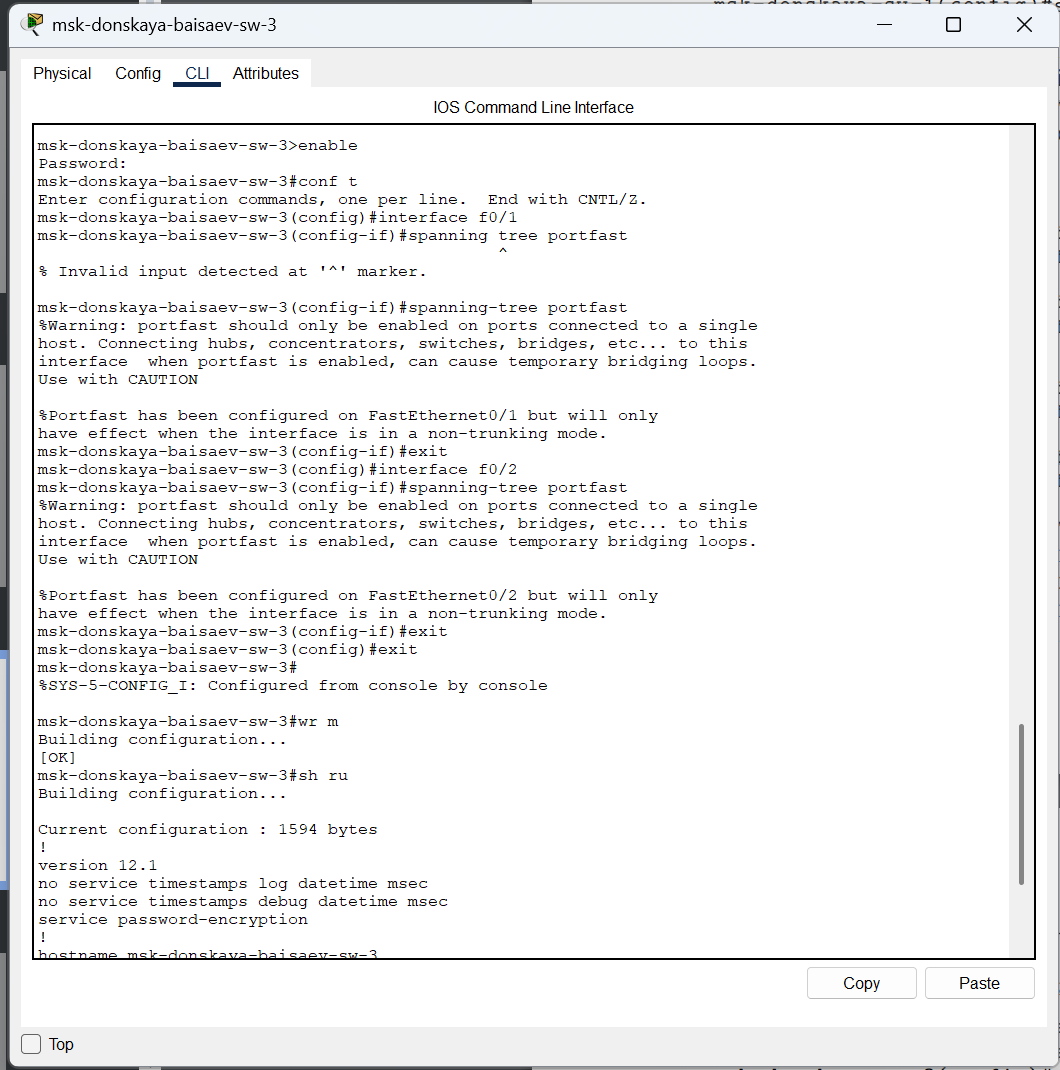 msk-donskaya-baisaev-sw-3
Physical Config CLI Attributes
IOS Command Line Interface
msk-donskaya-baisaev-sw-3>enable
Password:
msk-donskaya-baisaev-sw-3#conf t
Enter configuration commands, one per line.  End with CNTL/Z.
msk-donskaya-baisaev-sw-3(config)#interface f0/1
msk-donskaya-baisaev-sw-3(config-if)#spanning tree portfast
^
% Invalid input detected at '^' marker.
msk-donskaya-baisaev-sw-3(config-if)#spanning-tree portfast
%Warning: portfast should only be enabled on ports connected to a single
host. Connecting hubs, concentrators, switches, bridges, etc... to this
interface  when portfast is enabled, can cause temporary bridging loops.
Use with CAUTION
%Portfast has been configured on FastEthernet0/1 but will only
have effect when the interface is in a non-trunking mode.
msk-donskaya-baisaev-sw-3(config-if)#exit
msk-donskaya-baisaev-sw-3(config)#interface f0/2
msk-donskaya-baisaev-sw-3(config-if)#spanning-tree portfast
%Warning: portfast should only be enabled on ports connected to a single
host. Connecting hubs, concentrators, switches, bridges, etc... to this
interface  when portfast is enabled, can cause temporary bridging loops.
Use with CAUTION
%Portfast has been configured on FastEthernet0/2 but will only
have effect when the interface is in a non-trunking mode.
msk-donskaya-baisaev-sw-3(config-if)#exit
msk-donskaya-baisaev-sw-3(config)#exit
msk-donskaya-baisaev-sw-3#
%SYS-5-CONFIG_I: Configured from console by console
msk-donskaya-baisaev-sw-3#wr m
Building configuration...
[OK]
msk-donskaya-baisaev-sw-3#sh ru
Building configuration...
Current configuration : 1594 bytes
!
version 12.1
no service timestamps log datetime msec
no service timestamps debug datetime msec
service password-encryption
!
hostname msk-donskaya-baisaev-sw-3
Copy Paste
Top